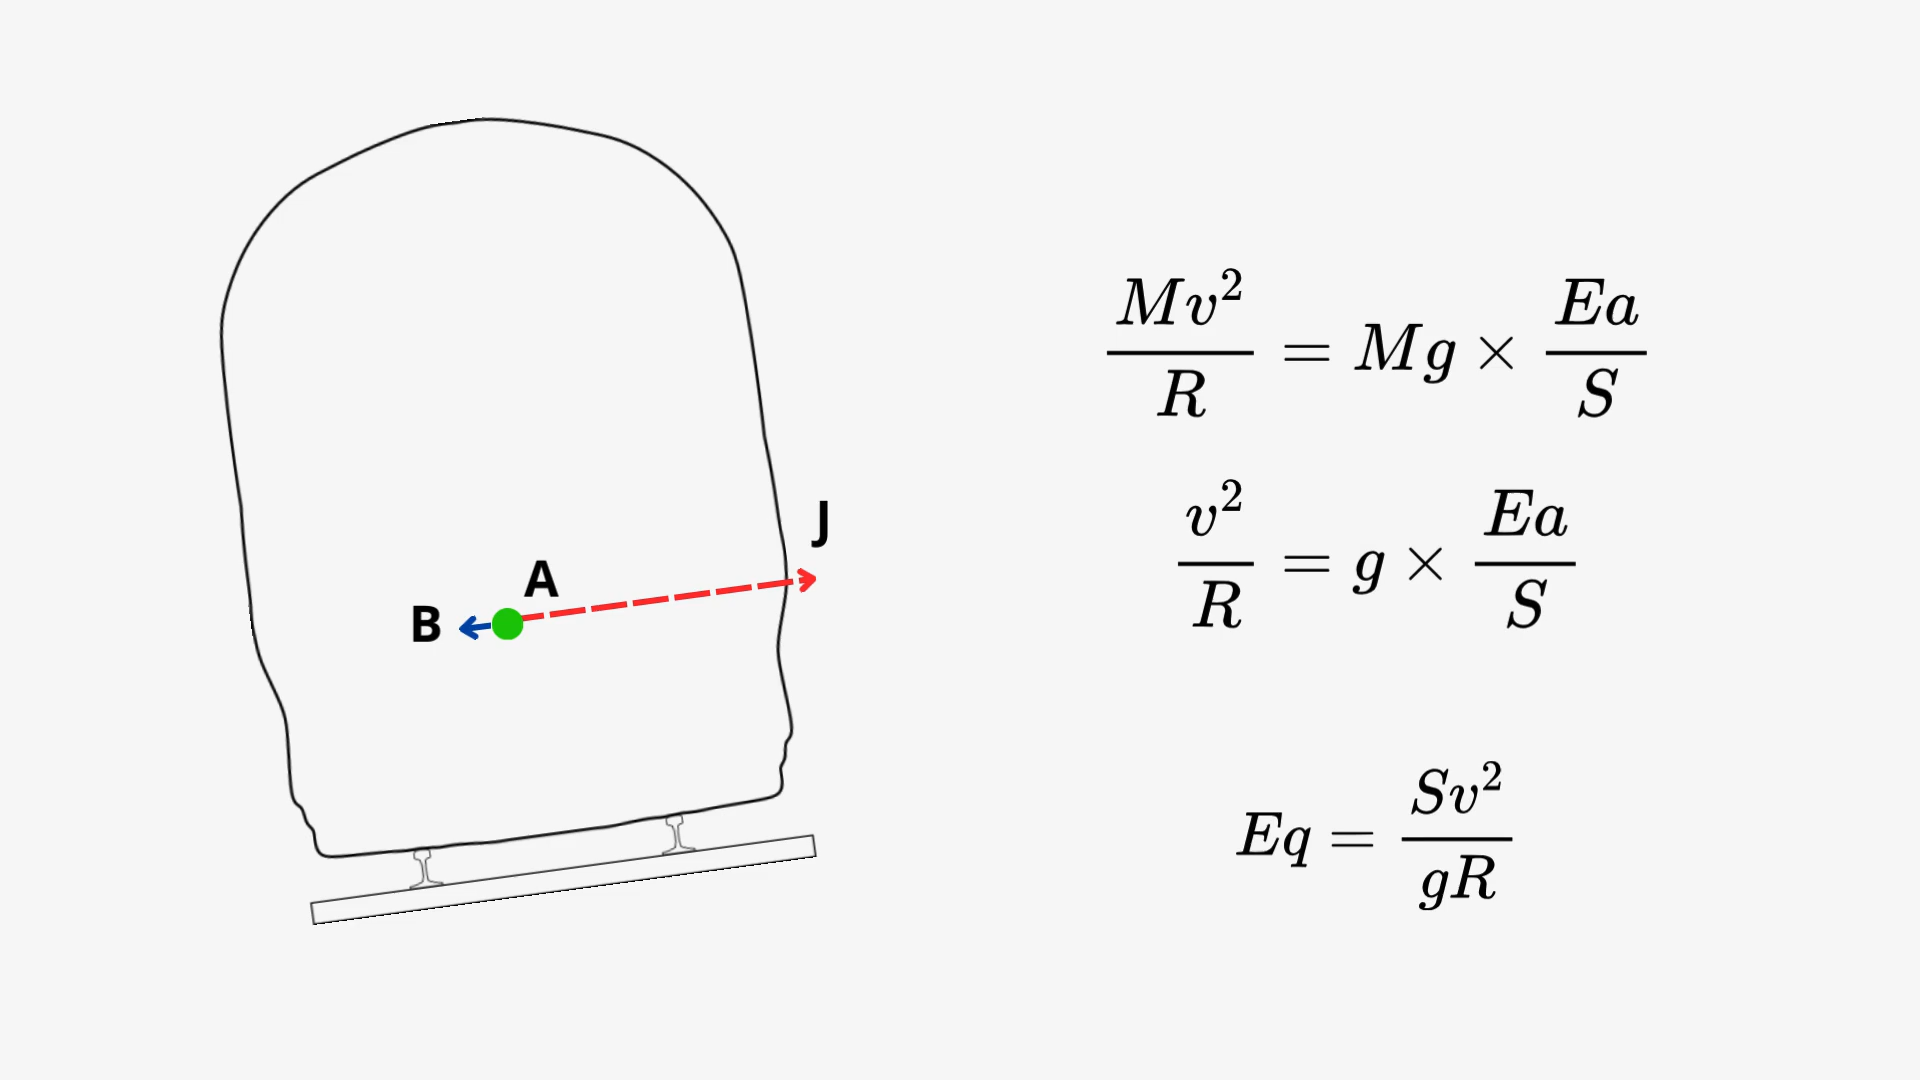 J
A
B
Mv²/R = Mg × Ea/S
v²/R = g × Ea/S
Eq = Sv²/gR